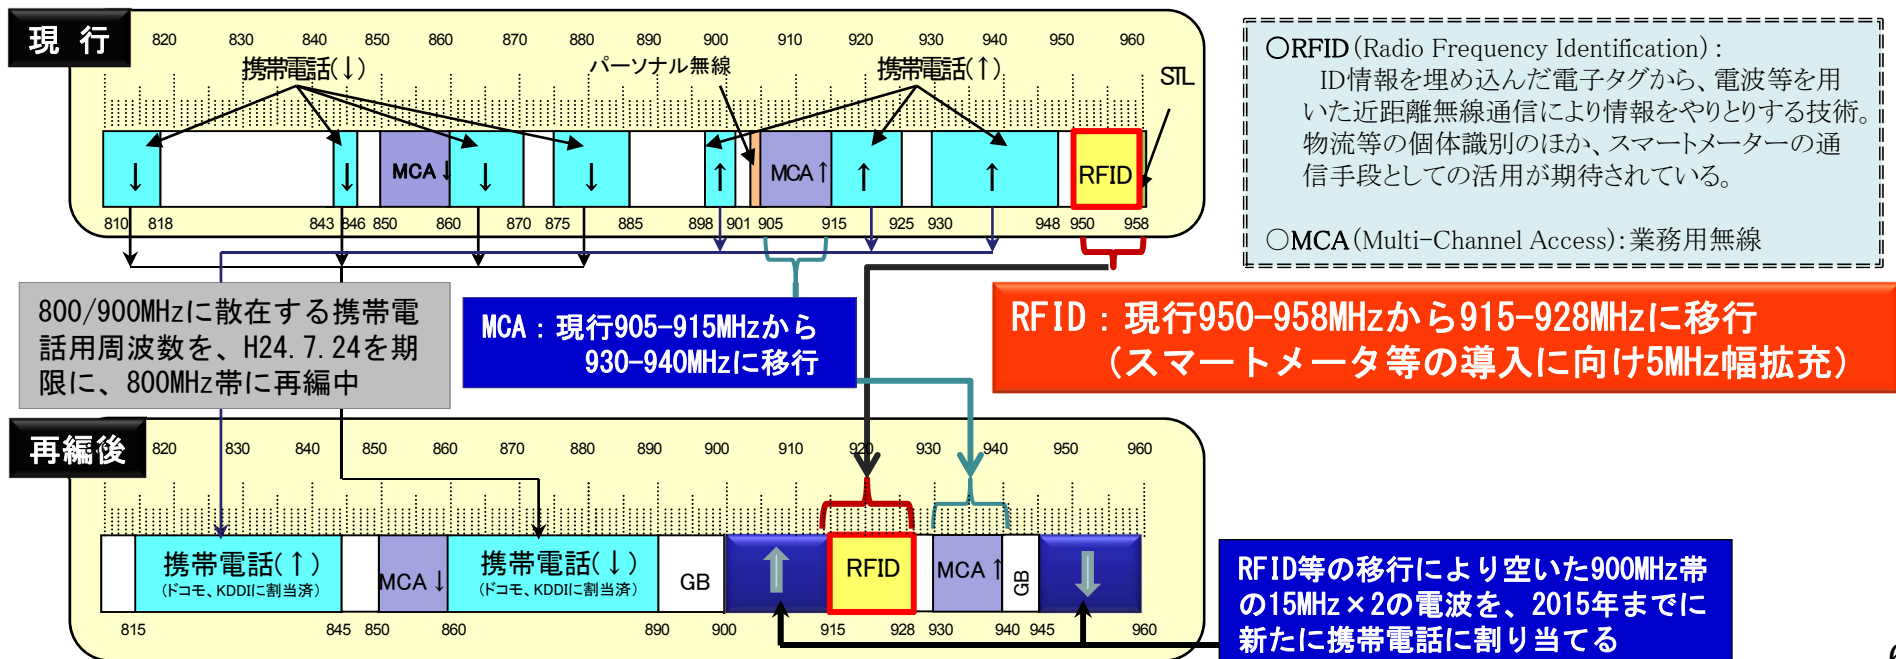 現 行
820 830 840 850 860 870 880 890 900 910 920 930 940 950 960
携帯電話(↓) パーソナル無線 携帯電話(↑) STL
↓ ↓ MCA ↓ ↓ ↓ ↑ MCA ↑ ↑ ↑ RFID
810 818 843 846 850 860 870 875 885 898 901 905 915 925 930 948 950 958
○RFID(Radio Frequency Identification):
ID情報を埋め込んだ電子タグから、電波等を用
いた近距離無線通信により情報をやりとりする技術。
物流等の個体識別のほか、スマートメーターの通
信手段としての活用が期待されている。
○MCA(Multi-Channel Access):業務用無線
800/900MHzに散在する携帯電
話用周波数を、H24.7.24を期
限に、800MHz帯に再編中
MCA：現行905-915MHzから
930-940MHzに移行
RFID：現行950-958MHzから915-928MHzに移行
（スマートメータ等の導入に向け5MHz幅拡充）
再編後
820 830 840 850 860 870 880 890 900 910 920 930 940 950 960
携帯電話(↑)
(ドコモ、KDDIに割当済)
MCA ↓
携帯電話(↓)
(ドコモ、KDDIに割当済)
GB ↑ RFID MCA ↑ GB ↓
815 845 850 860 890 900 915 928 930 940 945 960
RFID等の移行により空いた900MHz帯
の15MHz×2の電波を、2015年までに
新たに携帯電話に割り当てる